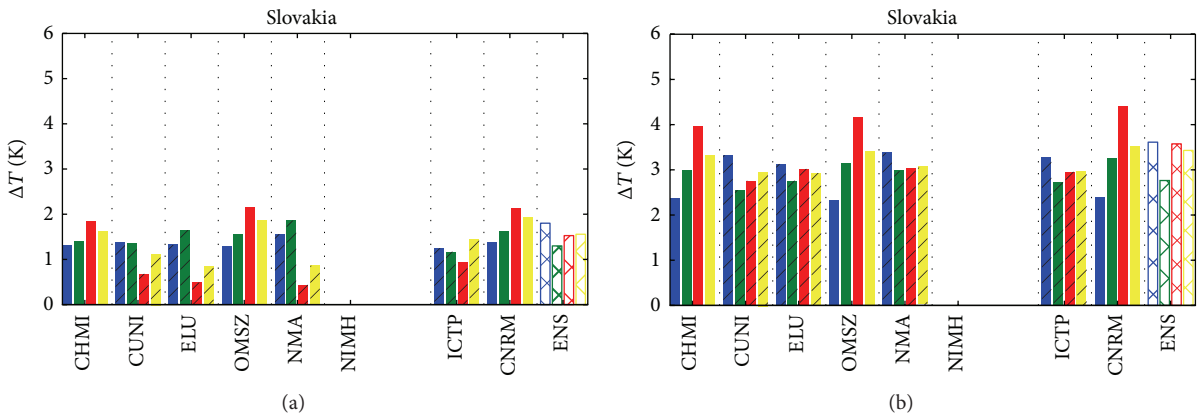 Slovakia
6
5
4
3
2
1
0
ΔT (K)
CHMI
CUNI
ELU
OMSZ
NMA
NIMH
ICTP
CNRM
ENS
(a)
Slovakia
6
5
4
3
2
1
0
ΔT (K)
CHMI
CUNI
ELU
OMSZ
NMA
NIMH
ICTP
CNRM
ENS
(b)